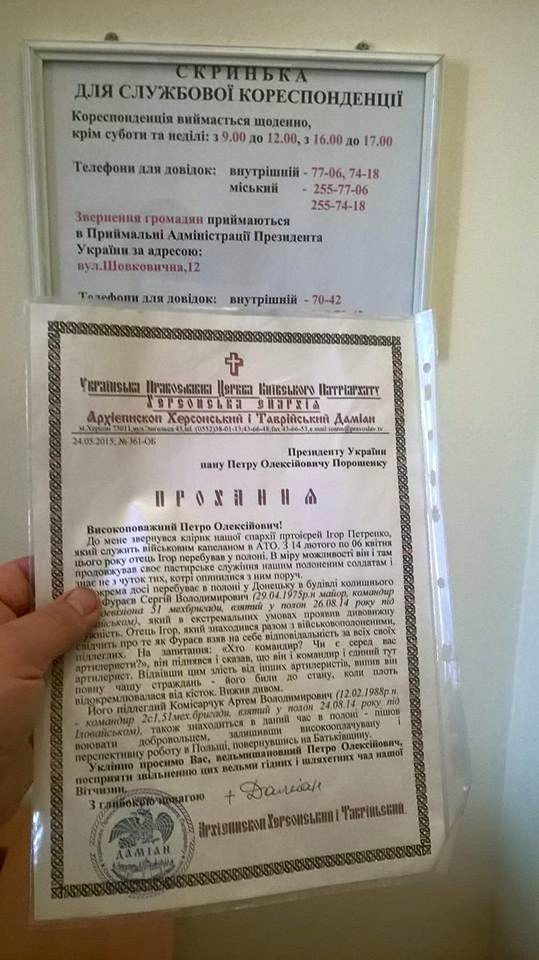 СКРИНЬКА
ДЛЯ СЛУЖБОВОЇ КОРЕСПОНДЕНЦІЇ
Кореспонденція виймається щоденно,
крім суботи та неділі: з 9.00 до 12.00, з 16.00 до 17.00
Телефони для довідок: внутрішній - 77-06, 74-18
міський - 255-77-06
255-74-18
Звернення громадян приймаються
в Приймальні Адміністрації Президента
України за адресою:
вул.Шовковична,12
Телефони для довідок: внутрішній - 70-42
Українська Православна Церква Київського Патріархату
Херсонська єпархія
Архієпископ Херсонський і Таврійський Даміан
24.05.2015, № 361-ОБ
Президенту України
пану Петру Олексійовичу Порошенку
ПРОХАННЯ
Високоповажний Петро Олексійович!
До мене звернувся клірик нашої єпархії протоієрей Ігор Петренко,
який служить військовим капеланом в АТО. З 14 лютого по 06 квітня
цього року отець Ігор перебував у полоні. В міру можливості він і там
продовжував своє пастирське служіння нашим полоненим солдатам і
знає не з чуток тих, котрі опинилися з ним поруч.
крема досі перебуває в полоні у Донецьку в будівлі колишнього
Фураєв Сергій Володимирович (29.04.1975р.н майор, командир
51 мехбригади, взятий у полон 26.08.14 року під
який в екстремальних умовах проявив дивовижну
мужність. Отець Ігор, який знаходився разом з військовополоненими,
свідчить про те як Фураєв взяв на себе відповідальність за всіх своїх
підлеглих. На запитання: «Хто командир? Чи є серед вас
артилеристи?», він піднявся і сказав, що він і командир і єдиний тут
артилерист. Відвівши цим злість від інших артилеристів, випив він
повну чашу страждань - його били до стану, коли плоть
відокремлювалася від кісток. Вижив дивом.
Його підлеглий Комісарчук Артем Володимирович (12.02.1988р.н
- командир 2с1.51мех.бригади, взятий у полон 24.08.14 року під
Іловайськом), також знаходиться в даний час в полоні - пішов
воювати добровольцем, залишивши високооплачувану і
перспективну роботу в Польщі, повернувшись на Батьківщину.
Уклінно просимо Вас, вельмишановний Петро Олексійович,
посприяти звільненню цих вельми гідних і шляхетних чад нашої
Вітчизни.
З глибокою повагою + Даміан
Архієпископ Херсонський і Таврійський.
ДАМІАН